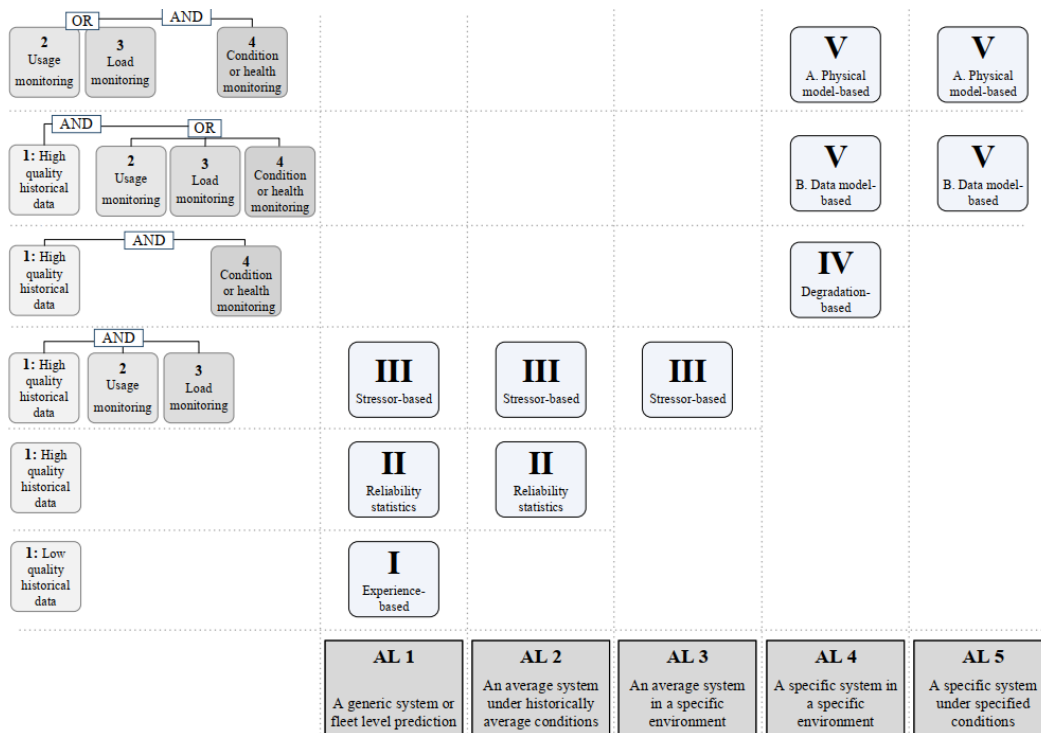 OR
AND
2
Usage
monitoring
3
Load
monitoring
4
Condition
or health
monitoring
V
A. Physical
model-based
V
A. Physical
model-based
AND
OR
1: High
quality
historical
data
2
Usage
monitoring
3
Load
monitoring
4
Condition
or health
monitoring
V
B. Data model-
based
V
B. Data model-
based
AND
1: High
quality
historical
data
4
Condition
or health
monitoring
IV
Degradation-
based
AND
1: High
quality
historical
data
2
Usage
monitoring
3
Load
monitoring
III
Stressor-based
III
Stressor-based
III
Stressor-based
1: High
quality
historical
data
II
Reliability
statistics
II
Reliability
statistics
1: Low
quality
historical
data
I
Experience-
based
AL 1
A generic system or
fleet level prediction
AL 2
An average system
under historically
average conditions
AL 3
An average system
in a specific
environment
AL 4
A specific system in
a specific
environment
AL 5
A specific system
under specified
conditions